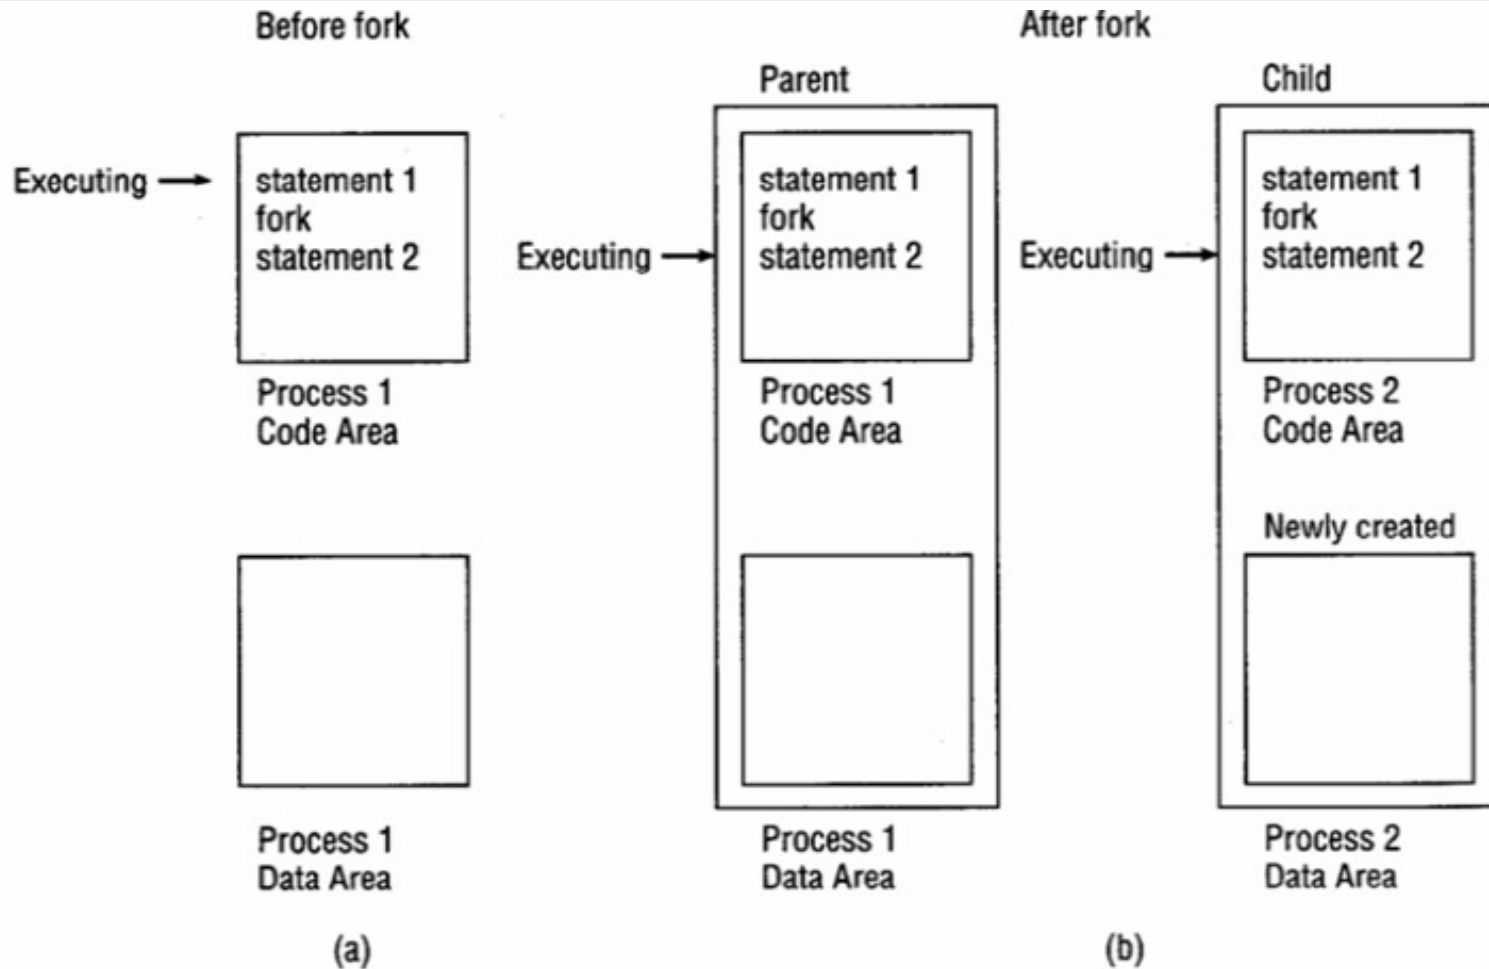 Before fork
After fork
Parent
Child
Executing
statement 1
fork
statement 2
Process 1
Code Area
Process 1
Data Area
(a)
Executing
statement 1
fork
statement 2
Process 1
Code Area
Process 1
Data Area
Executing
statement 1
fork
statement 2
Process 2
Code Area
Newly created
Process 2
Data Area
(b)